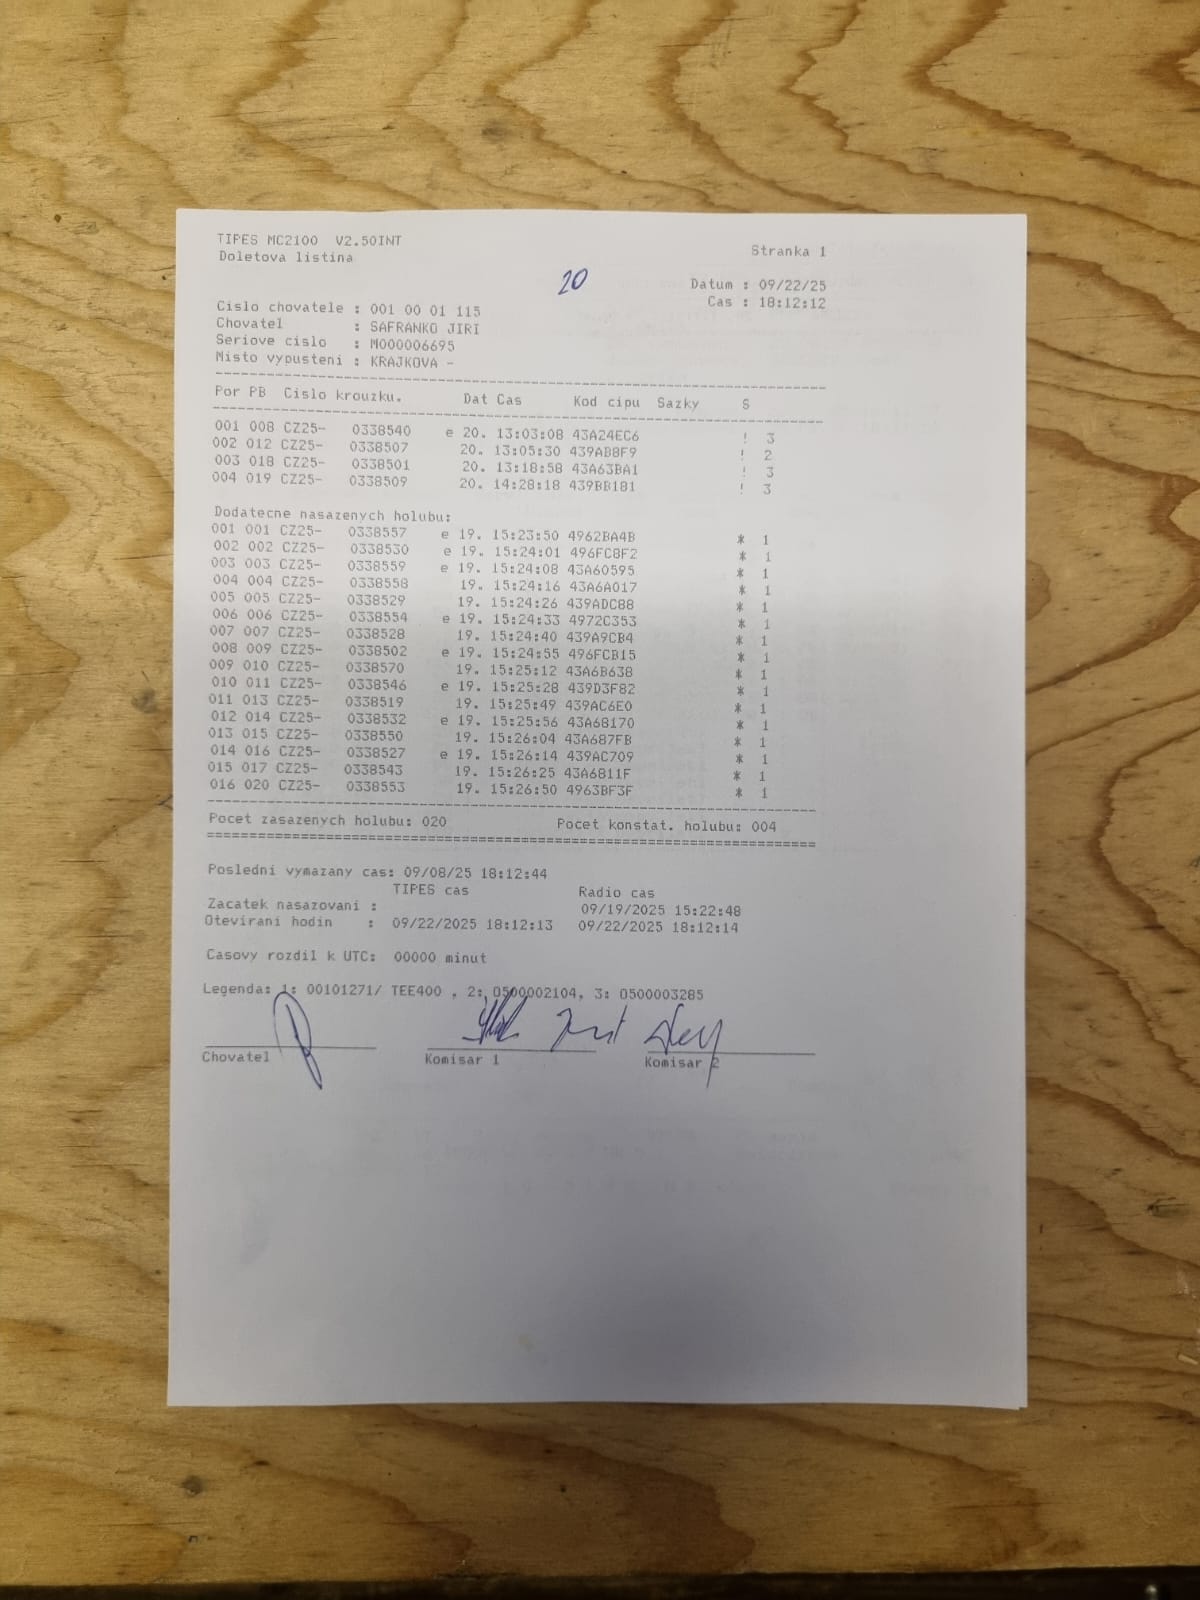 TIPES MC2100 V2.50INT
Stranka 1
Doletova listina
20
Datum : 09/22/25
Cas : 18:12:12
Cislo chovatele : 001 00 01 115
Chovatel : SAFRANKO JIRI
Seriove cislo : M000006695
Misto vypusteni : KRAJKOVA -
Por PB Cislo krouzku. Dat Cas Kod cipu Sazky S
001 008 CZ25- 0338540 e 20. 13:03:08 43A24EC6 ! 3
002 012 CZ25- 0338507 20. 13:05:30 439AB8F9 ! 2
003 018 CZ25- 0338501 20. 13:18:58 43A63BA1 ! 3
004 019 CZ25- 0338509 20. 14:28:18 439BB181 ! 3
Dodatecne nasazenych holubu:
001 001 CZ25- 0338557 e 19. 15:23:50 4962BA4B * 1
002 002 CZ25- 0338530 e 19. 15:24:01 496FC8F2 * 1
003 003 CZ25- 0338559 e 19. 15:24:08 43A60595 * 1
004 004 CZ25- 0338558 19. 15:24:16 43A6A017 * 1
005 005 CZ25- 0338529 19. 15:24:26 439ADC88 * 1
006 006 CZ25- 0338554 e 19. 15:24:33 4972C353 * 1
007 007 CZ25- 0338528 19. 15:24:40 439A9CB4 * 1
008 009 CZ25- 0338502 e 19. 15:24:55 496FCB15 * 1
009 010 CZ25- 0338570 19. 15:25:12 43A6B638 * 1
010 011 CZ25- 0338546 e 19. 15:25:28 439D3F82 * 1
011 013 CZ25- 0338519 19. 15:25:49 439AC6E0 * 1
012 014 CZ25- 0338532 e 19. 15:25:56 43A68170 * 1
013 015 CZ25- 0338550 19. 15:26:04 43A687FB * 1
014 016 CZ25- 0338527 e 19. 15:26:14 439AC709 * 1
015 017 CZ25- 0338543 19. 15:26:25 43A6811F * 1
016 020 CZ25- 0338553 19. 15:26:50 4963BF3F * 1
Pocet zasazenych holubu: 020 Pocet konstat. holubu: 004
Posledni vymazany cas: 09/08/25 18:12:44
TIPES cas Radio cas
Zacatek nasazovani : 09/19/2025 15:22:48
Otevirani hodin : 09/22/2025 18:12:13 09/22/2025 18:12:14
Casovy rozdil k UTC: 00000 minut
Legenda: 1: 00101271/ TEE400 , 2: 0500002104, 3: 0500003285
Chovatel Komisar 1 Komisar 2